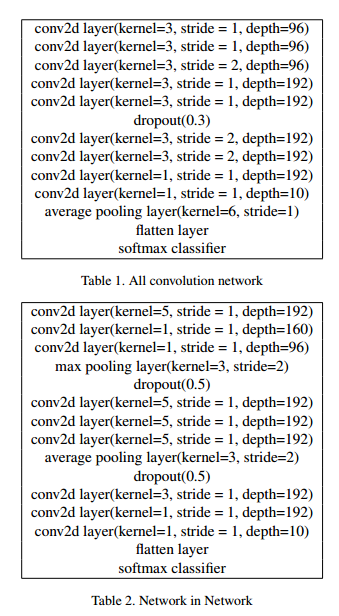 conv2d layer(kernel=3, stride = 1, depth=96)
conv2d layer(kernel=3, stride = 1, depth=96)
conv2d layer(kernel=3, stride = 2, depth=96)
conv2d layer(kernel=3, stride = 1, depth=192)
conv2d layer(kernel=3, stride = 1, depth=192)
dropout(0.3)
conv2d layer(kernel=3, stride = 2, depth=192)
conv2d layer(kernel=3, stride = 2, depth=192)
conv2d layer(kernel=1, stride = 1, depth=192)
conv2d layer(kernel=1, stride = 1, depth=10)
average pooling layer(kernel=6, stride=1)
flatten layer
softmax classifier
Table 1. All convolution network
conv2d layer(kernel=5, stride = 1, depth=192)
conv2d layer(kernel=1, stride = 1, depth=160)
conv2d layer(kernel=1, stride = 1, depth=96)
max pooling layer(kernel=3, stride=2)
dropout(0.5)
conv2d layer(kernel=5, stride = 1, depth=192)
conv2d layer(kernel=5, stride = 1, depth=192)
conv2d layer(kernel=5, stride = 1, depth=192)
average pooling layer(kernel=3, stride=2)
dropout(0.5)
conv2d layer(kernel=3, stride = 1, depth=192)
conv2d layer(kernel=1, stride = 1, depth=192)
conv2d layer(kernel=1, stride = 1, depth=10)
flatten layer
softmax classifier
Table 2. Network in Network